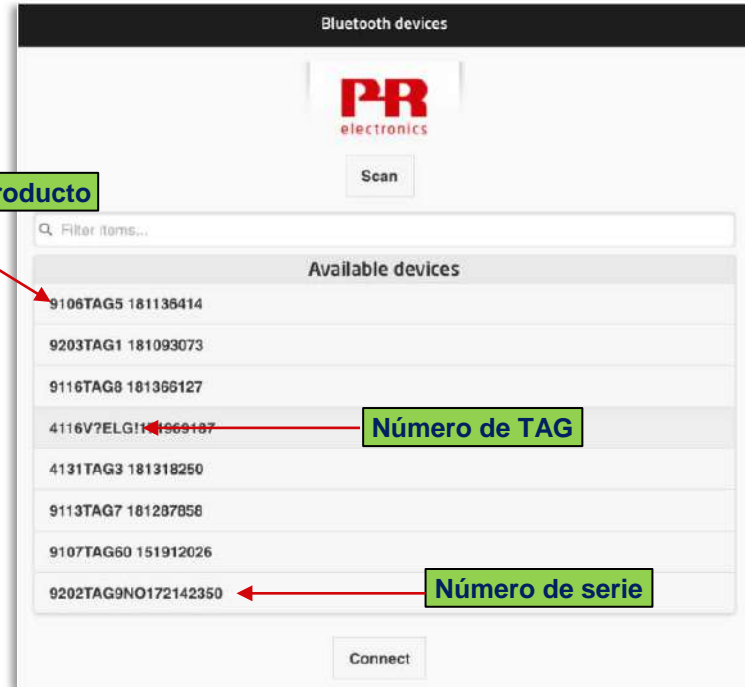 Bluetooth devices
PR
electronics
Scan
roducto
Filter items...
Available devices
9106TAG5 181136414
9203TAG1 181093073
9116TAG8 181366127
Número de TAG
4131TAG3 181318250
9113TAG7 181287858
9107TAG60 151912026
9202TAG9NO172142350
Número de serie
Connect